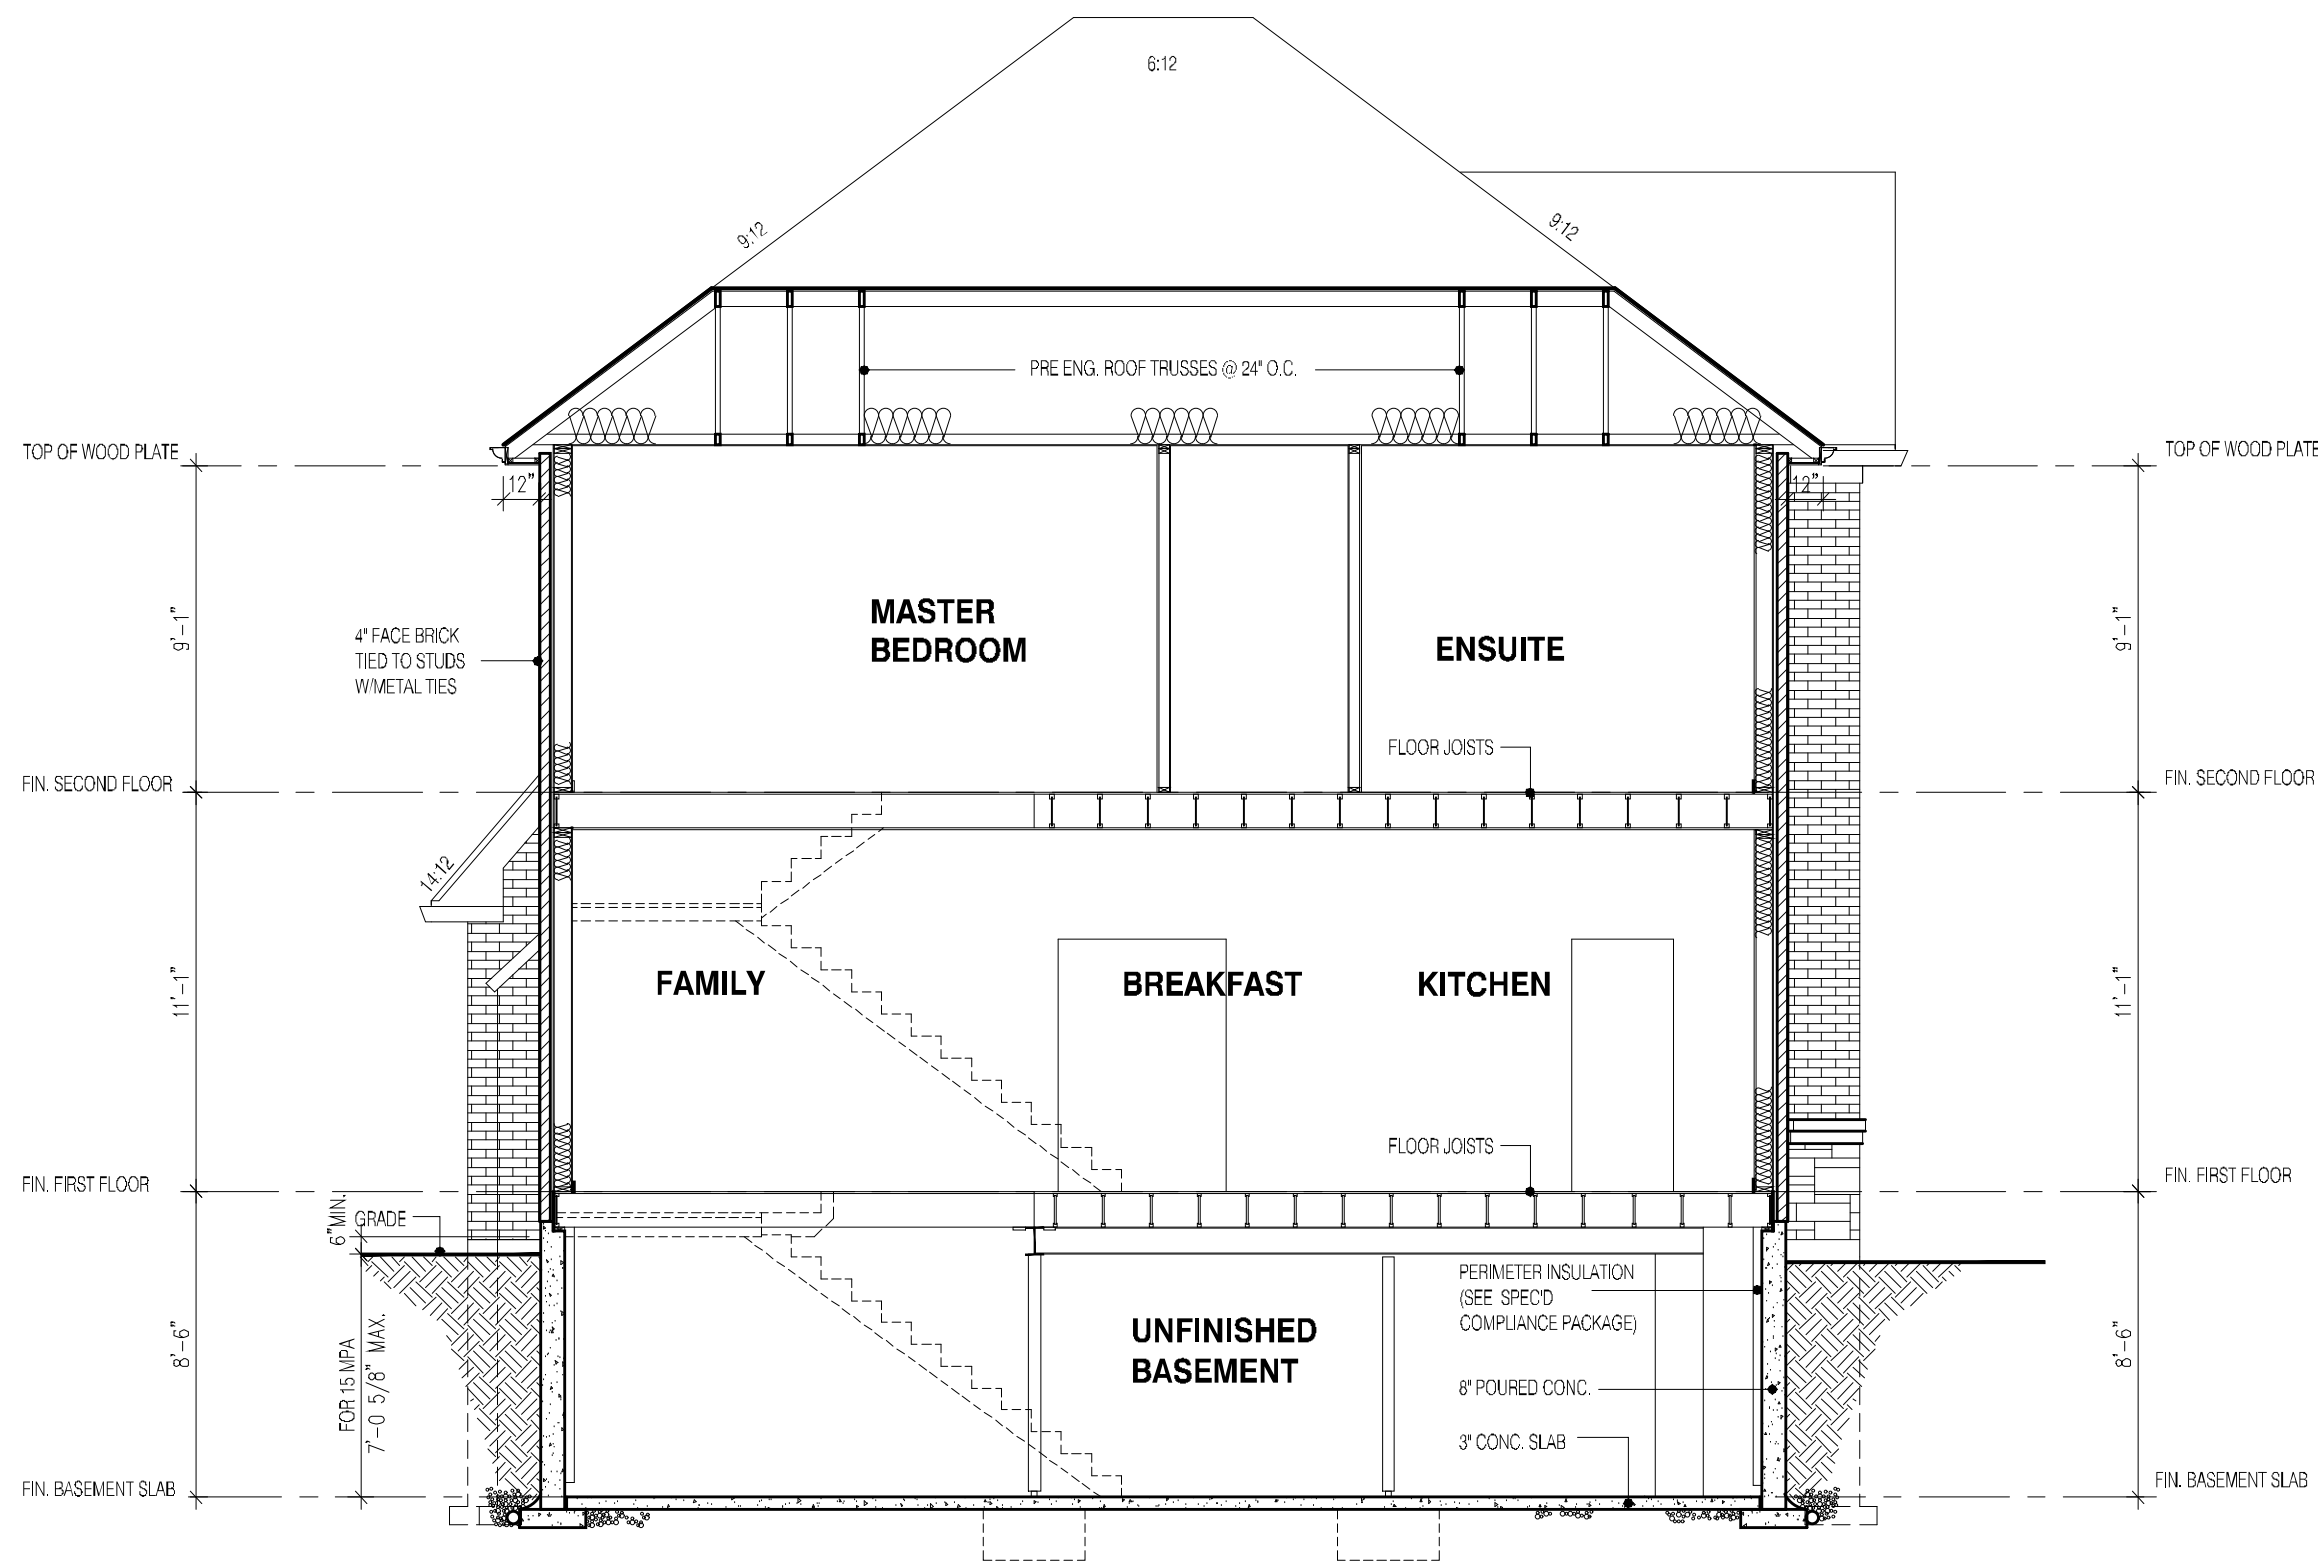 6:12
9:12
9:12
PRE ENG. ROOF TRUSSES @ 24" O.C.
TOP OF WOOD PLATE
TOP OF WOOD PLATE
12"
12"
9'-1"
9'-1"
4" FACE BRICK
TIED TO STUDS
W/METAL TIES
MASTER
BEDROOM
ENSUITE
FLOOR JOISTS
FIN. SECOND FLOOR
FIN. SECOND FLOOR
14:12
11'-1"
11'-1"
FAMILY
BREAKFAST
KITCHEN
FLOOR JOISTS
FIN. FIRST FLOOR
FIN. FIRST FLOOR
6" MIN.
GRADE
PERIMETER INSULATION
(SEE SPEC'D
COMPLIANCE PACKAGE)
UNFINISHED
BASEMENT
8'-6"
8'-6"
FOR 15 MPA
7'-0 5/8" MAX.
8" POURED CONC.
3" CONC. SLAB
FIN. BASEMENT SLAB
FIN. BASEMENT SLAB